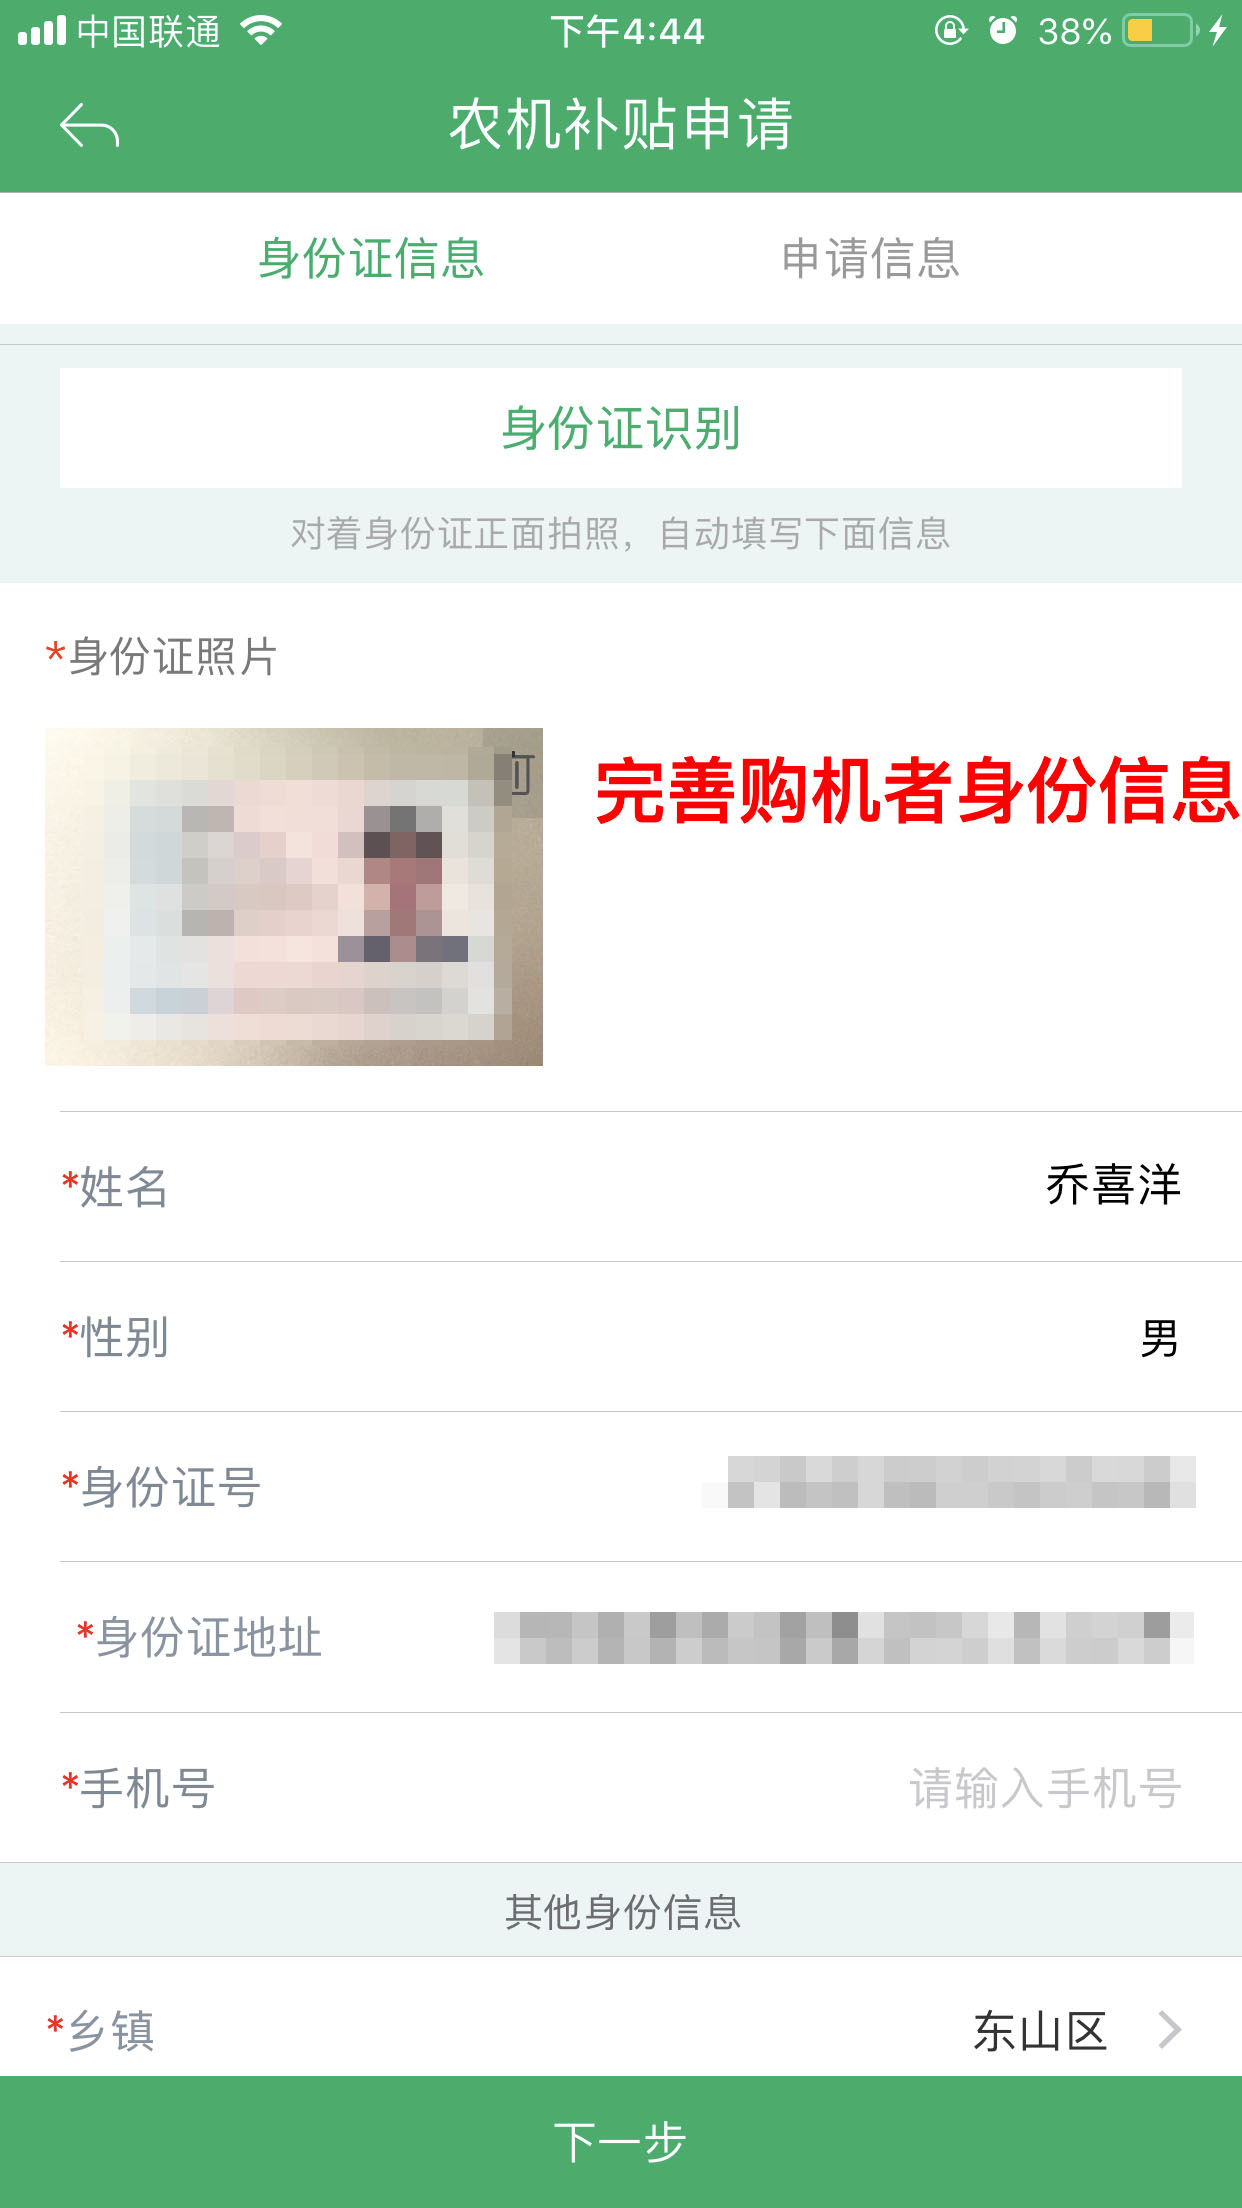 中国联通 下午4:44 38%
农机补贴申请
身份证信息 申请信息
身份证识别
对着身份证正面拍照，自动填写下面信息
*身份证照片
完善购机者身份信息
*姓名 乔喜洋
*性别 男
*身份证号
*身份证地址
*手机号 请输入手机号
其他身份信息
*乡镇 东山区
下一步